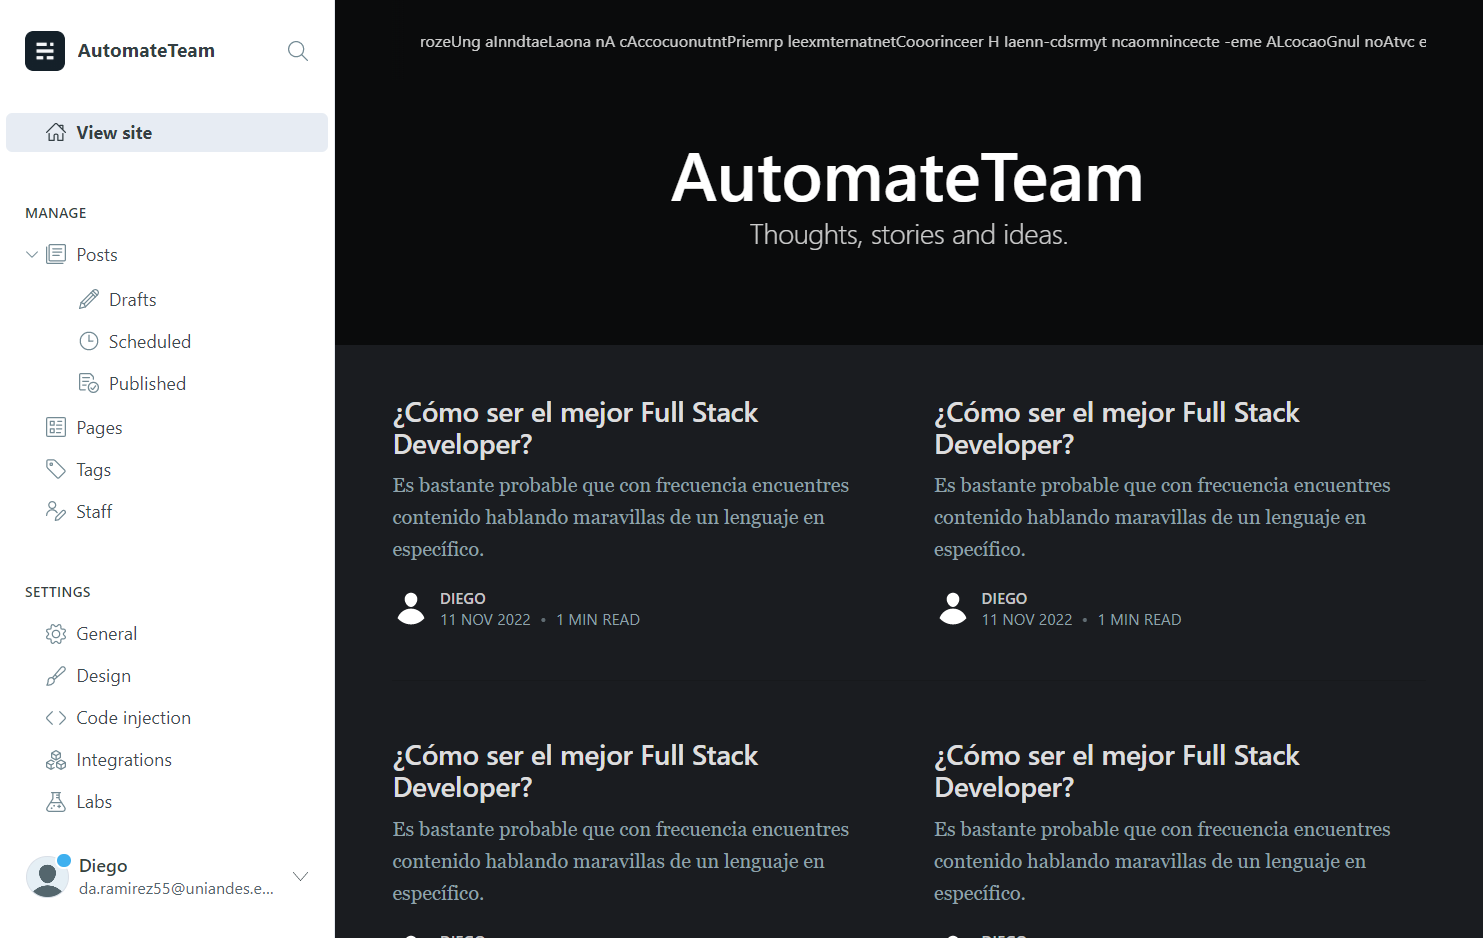 AutomateTeam
View site
MANAGE
Posts
Drafts
Scheduled
Published
Pages
Tags
Staff
SETTINGS
General
Design
Code injection
Integrations
Labs
Diego
da.ramirez55@uniandes.e...
rozeUng aInndtaeLaona nA cAccocuonutntPriemrp leexmternatnetCooorinceer H Iaenn-cdsrmyt ncaomnincecte -eme ALcocaoGnul noAtvc e
AutomateTeam
Thoughts, stories and ideas.
¿Cómo ser el mejor Full Stack
Developer?
Es bastante probable que con frecuencia encuentres
contenido hablando maravillas de un lenguaje en
específico.
DIEGO
11 NOV 2022 • 1 MIN READ
¿Cómo ser el mejor Full Stack
Developer?
Es bastante probable que con frecuencia encuentres
contenido hablando maravillas de un lenguaje en
específico.
DIEGO
11 NOV 2022 • 1 MIN READ
¿Cómo ser el mejor Full Stack
Developer?
Es bastante probable que con frecuencia encuentres
contenido hablando maravillas de un lenguaje en
específico.
DIEGO
¿Cómo ser el mejor Full Stack
Developer?
Es bastante probable que con frecuencia encuentres
contenido hablando maravillas de un lenguaje en
específico.
DIEGO